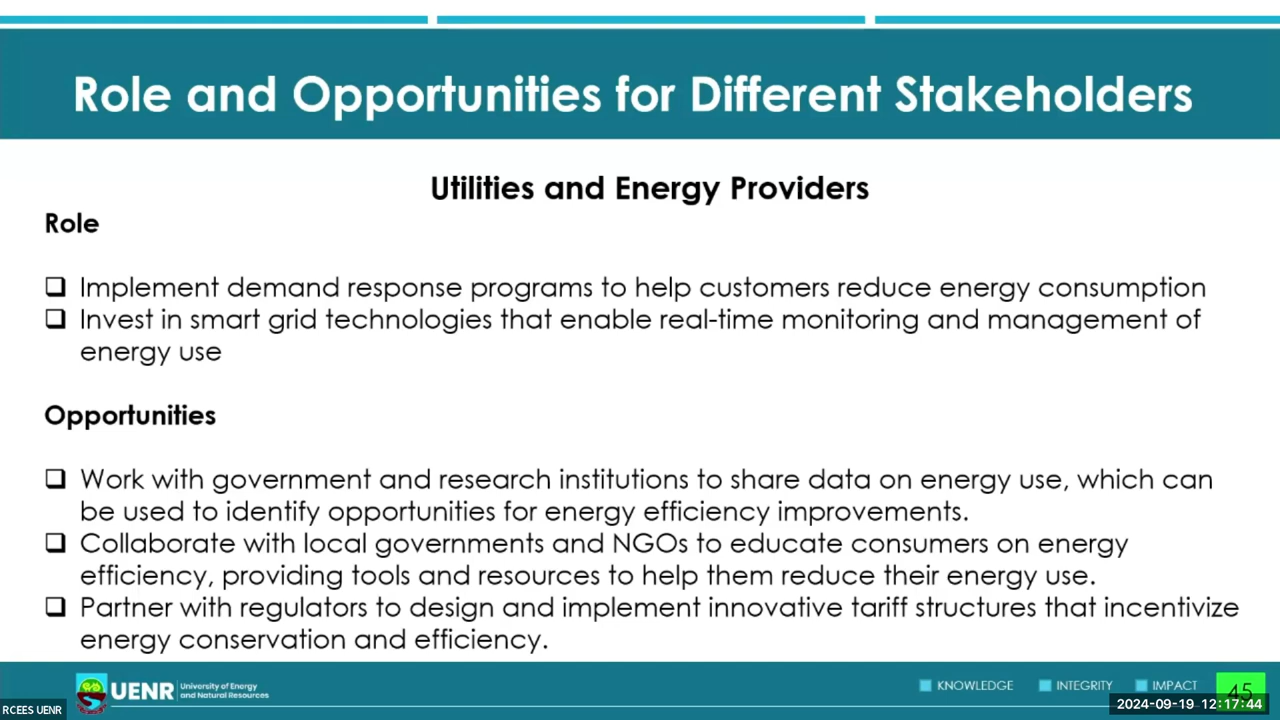 Role and Opportunities for Different Stakeholders
Utilities and Energy Providers
Role
❑ Implement demand response programs to help customers reduce energy consumption
❑ Invest in smart grid technologies that enable real-time monitoring and management of
energy use
Opportunities
❑ Work with government and research institutions to share data on energy use, which can
be used to identify opportunities for energy efficiency improvements.
❑ Collaborate with local governments and NGOs to educate consumers on energy
efficiency, providing tools and resources to help them reduce their energy use.
❑ Partner with regulators to design and implement innovative tariff structures that incentivize
energy conservation and efficiency.
UENR University of Energy
and Natural Resources
KNOWLEDGE INTEGRITY IMPACT 45
RCEES UENR
2024-09-19 12:17:44